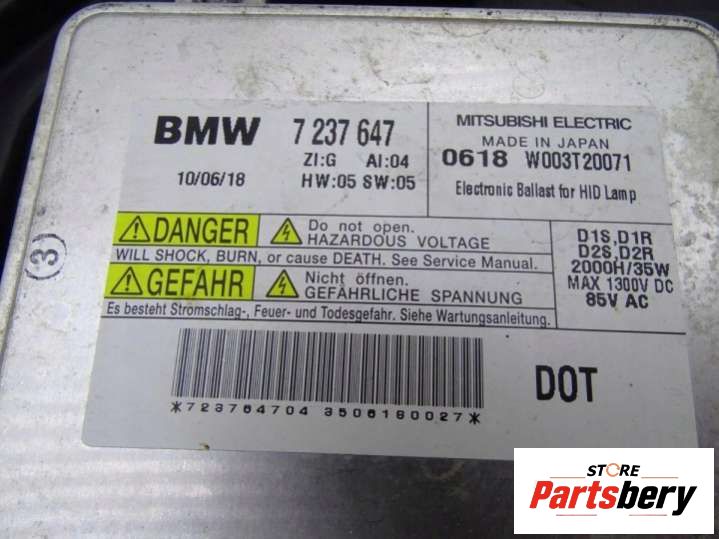 BMW 7 237 647
ZI:G AI:04
10/06/18 HW:05 SW:05
MITSUBISHI ELECTRIC
MADE IN JAPAN
0618 W003T20071
Electronic Ballast for HID Lamp
DANGER
Do not open.
HAZARDOUS VOLTAGE
WILL SHOCK, BURN, or cause DEATH. See Service Manual.
GEFAHR
Nicht öffnen.
GEFÄHRLICHE SPANNUNG
Es besteht Stromschlag-, Feuer- und Todesgefahr. Siehe Wartungsanleitung.
D1S,D1R
D2S,D2R
2000H/35W
MAX 1300V DC
85V AC
*723764704 3506180027*
DOT
(3)
STORE
Partsbery